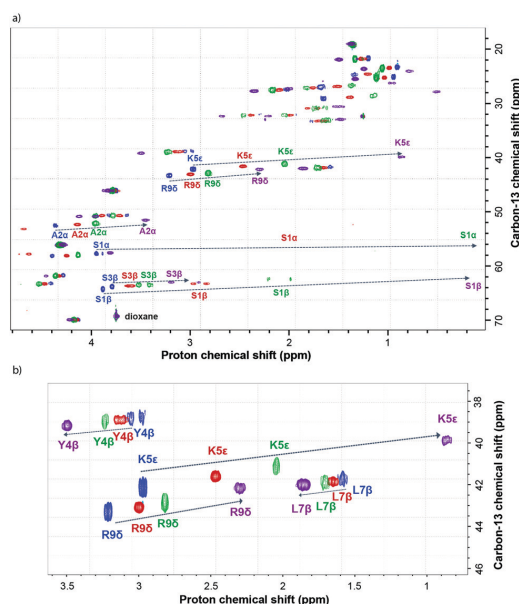 a)
20
30
40
50
60
70
Carbon-13 chemical shift (ppm)
K5ε K5ε K5ε K5ε
R9δ R9δ R9δ R9δ
A2α A2α A2α A2α
S1α S1α S1α
S3β S3β S3β S3β
S1β S1β S1β S1β
dioxane
4 3 2 1
Proton chemical shift (ppm)
b)
38
40
42
44
46
Carbon-13 chemical shift (ppm)
Y4β Y4β Y4β Y4β
K5ε K5ε K5ε K5ε
R9δ R9δ R9δ R9δ
L7β L7β L7β L7β
3.5 3 2.5 2 1.5 1
Proton chemical shift (ppm)